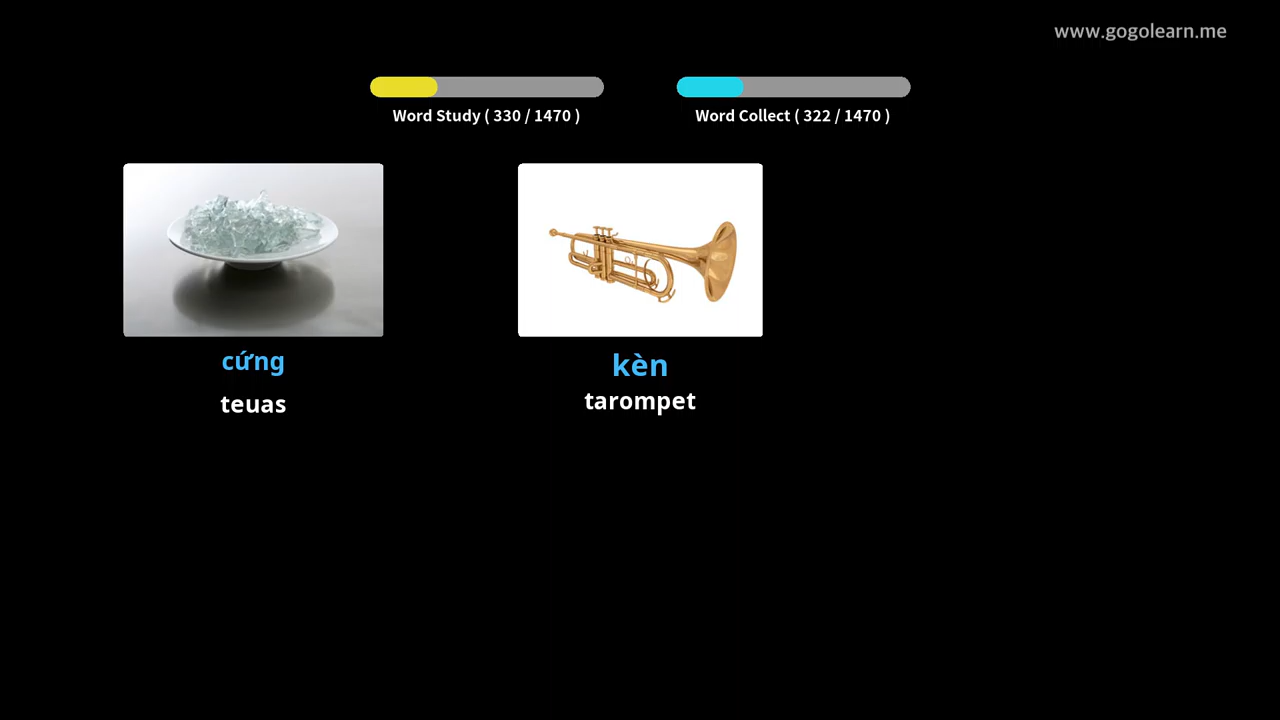 www.gogolearn.me
Word Study ( 330 / 1470 )
Word Collect ( 322 / 1470 )
cứng
teuas
kèn
tarompet